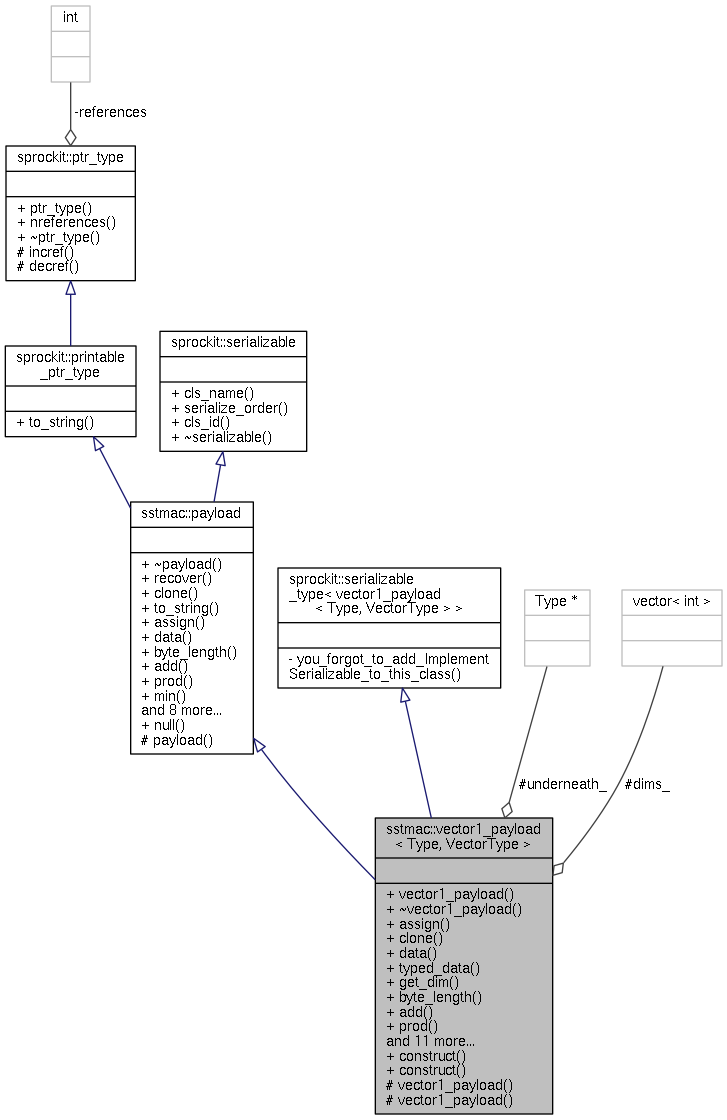 int
-references
sprockit::ptr_type
+ ptr_type()
+ nreferences()
+ ~ptr_type()
# incref()
# decref()
sprockit::printable
_ptr_type
+ to_string()
sprockit::serializable
+ cls_name()
+ serialize_order()
+ cls_id()
+ ~serializable()
sstmac::payload
+ ~payload()
+ recover()
+ clone()
+ to_string()
+ assign()
+ data()
+ byte_length()
+ add()
+ prod()
+ min()
and 8 more...
+ null()
# payload()
sprockit::serializable
_type< vector1_payload
< Type, VectorType > >
- you_forgot_to_add_Implement
Serializable_to_this_class()
Type *
vector< int >
#underneath_
#dims_
sstmac::vector1_payload
< Type, VectorType >
+ vector1_payload()
+ ~vector1_payload()
+ assign()
+ clone()
+ data()
+ typed_data()
+ get_dim()
+ byte_length()
+ add()
+ prod()
and 11 more...
+ construct()
+ construct()
# vector1_payload()
# vector1_payload()